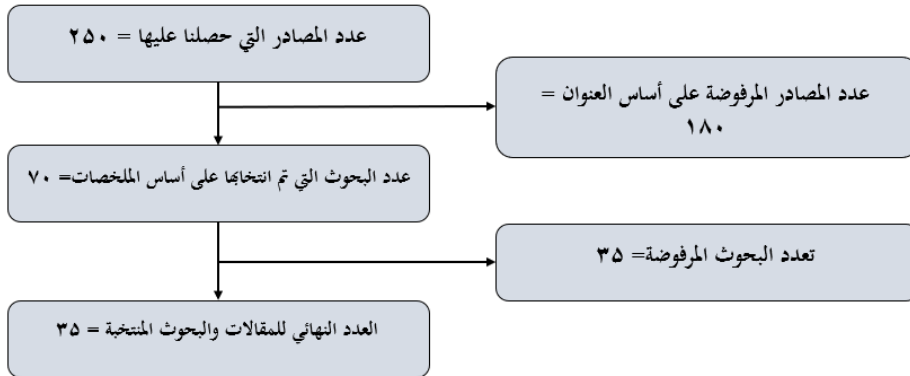 عدد المصادر التي حصلنا عليها = ٢٥٠
عدد المصادر المرفوضة على أساس العنوان =
١٨٠
عدد البحوث التي تم انتخابها على أساس الملخصات= ٧٠
تعدد البحوث المرفوضة= ٣٥
العدد النهائي للمقالات والبحوث المنتخبة = ٣٥